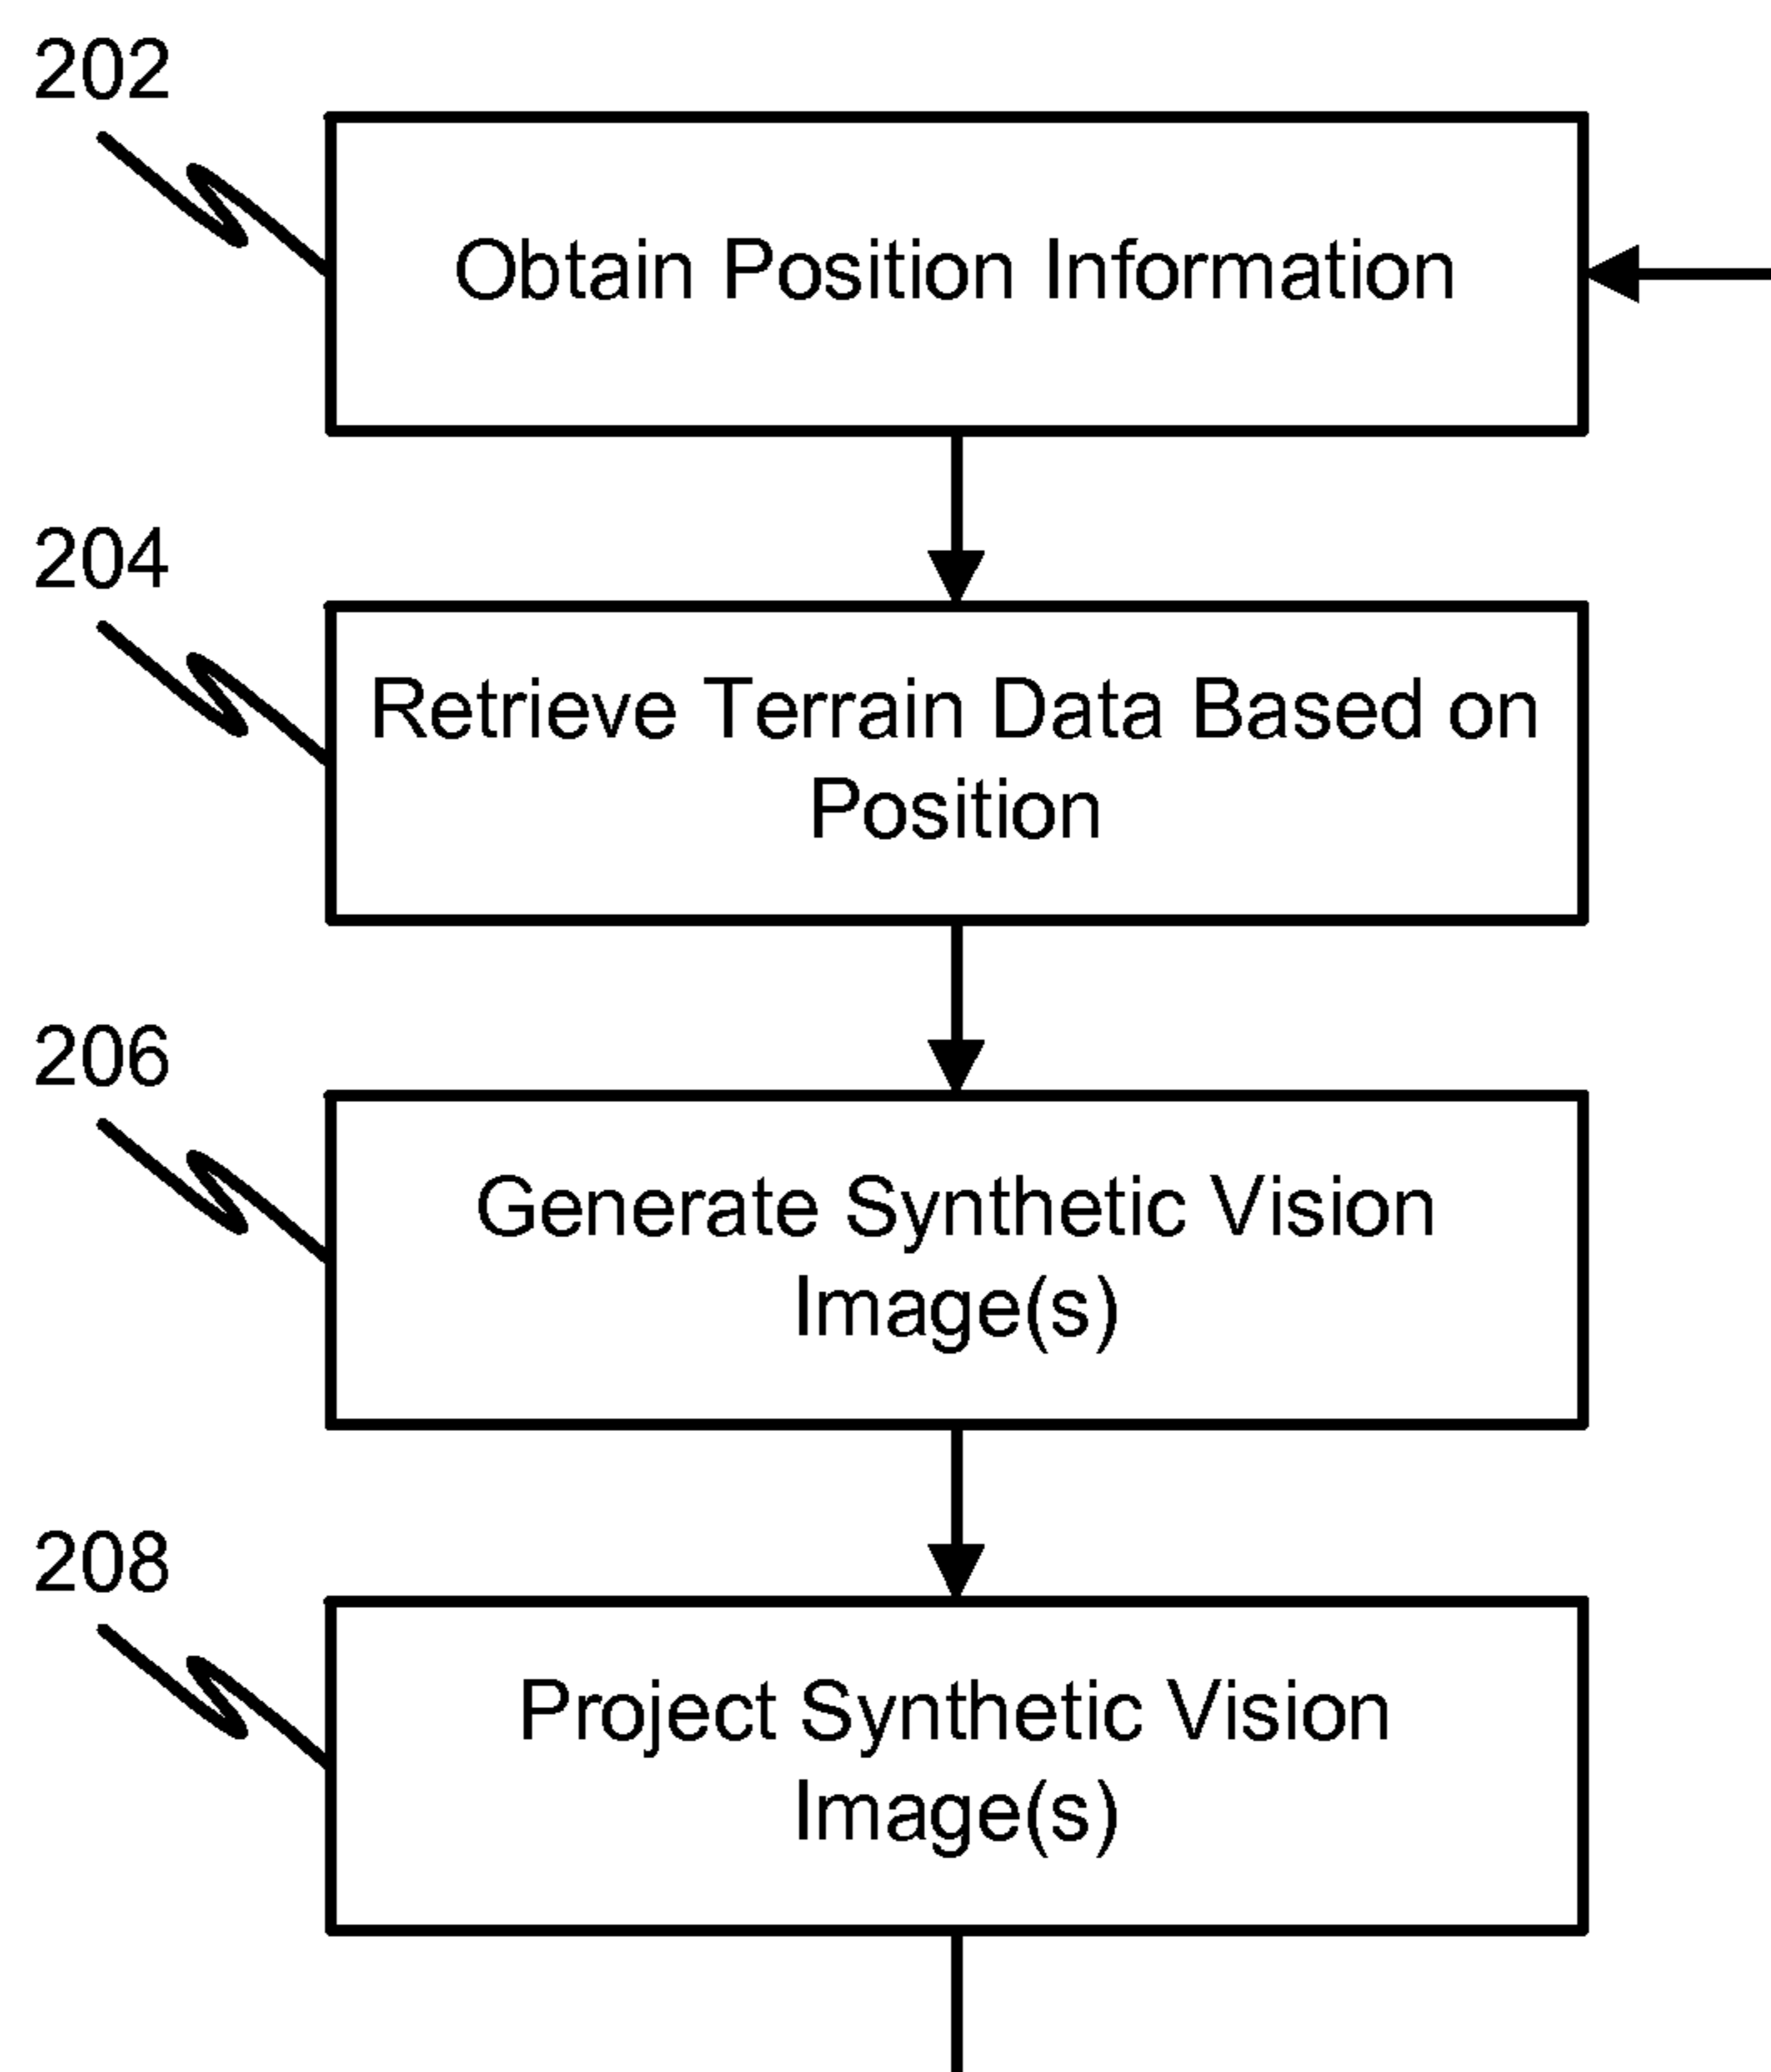 202
Obtain Position Information
204
Retrieve Terrain Data Based on
Position
206
Generate Synthetic Vision
Image(s)
208
Project Synthetic Vision
Image(s)